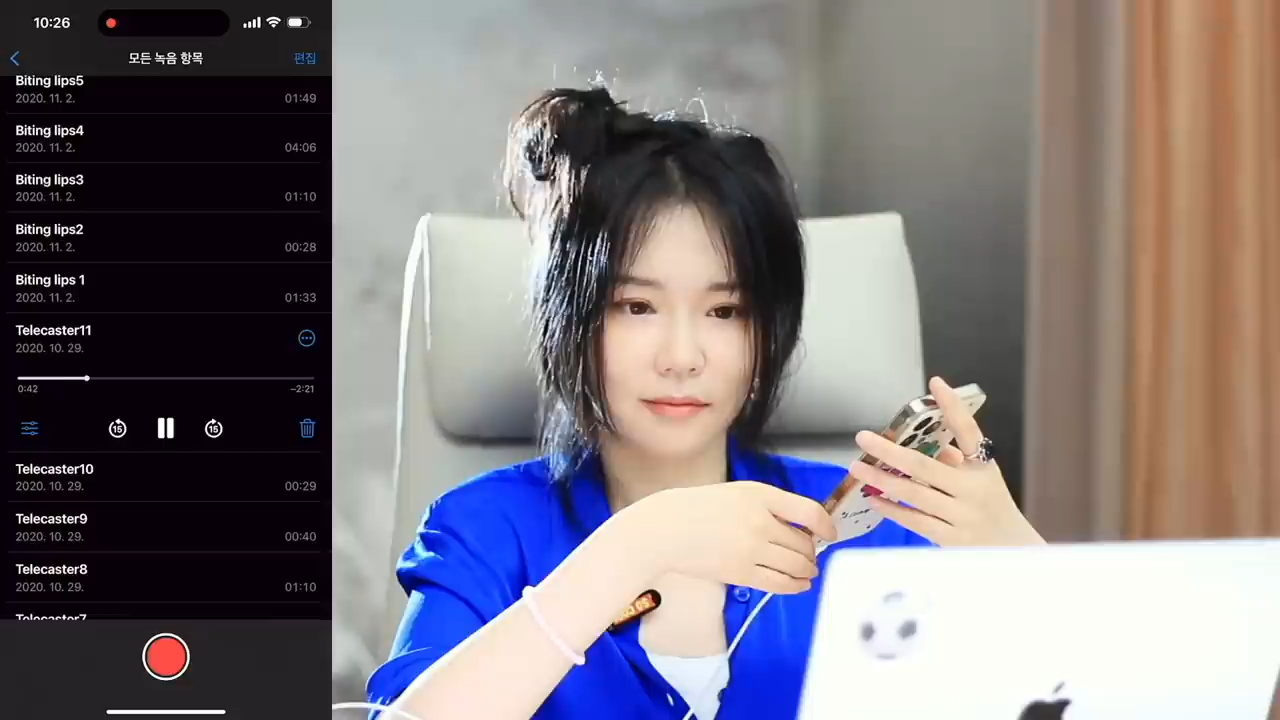 10:26
모든 녹음 항목
편집
Biting lips5
2020. 11. 2.
01:49
Biting lips4
2020. 11. 2.
04:06
Biting lips3
2020. 11. 2.
01:10
Biting lips2
2020. 11. 2.
00:28
Biting lips 1
2020. 11. 2.
01:33
Telecaster11
2020. 10. 29.
0:42
–2:21
15
15
Telecaster10
2020. 10. 29.
00:29
Telecaster9
2020. 10. 29.
00:40
Telecaster8
2020. 10. 29.
01:10
Telecaster7